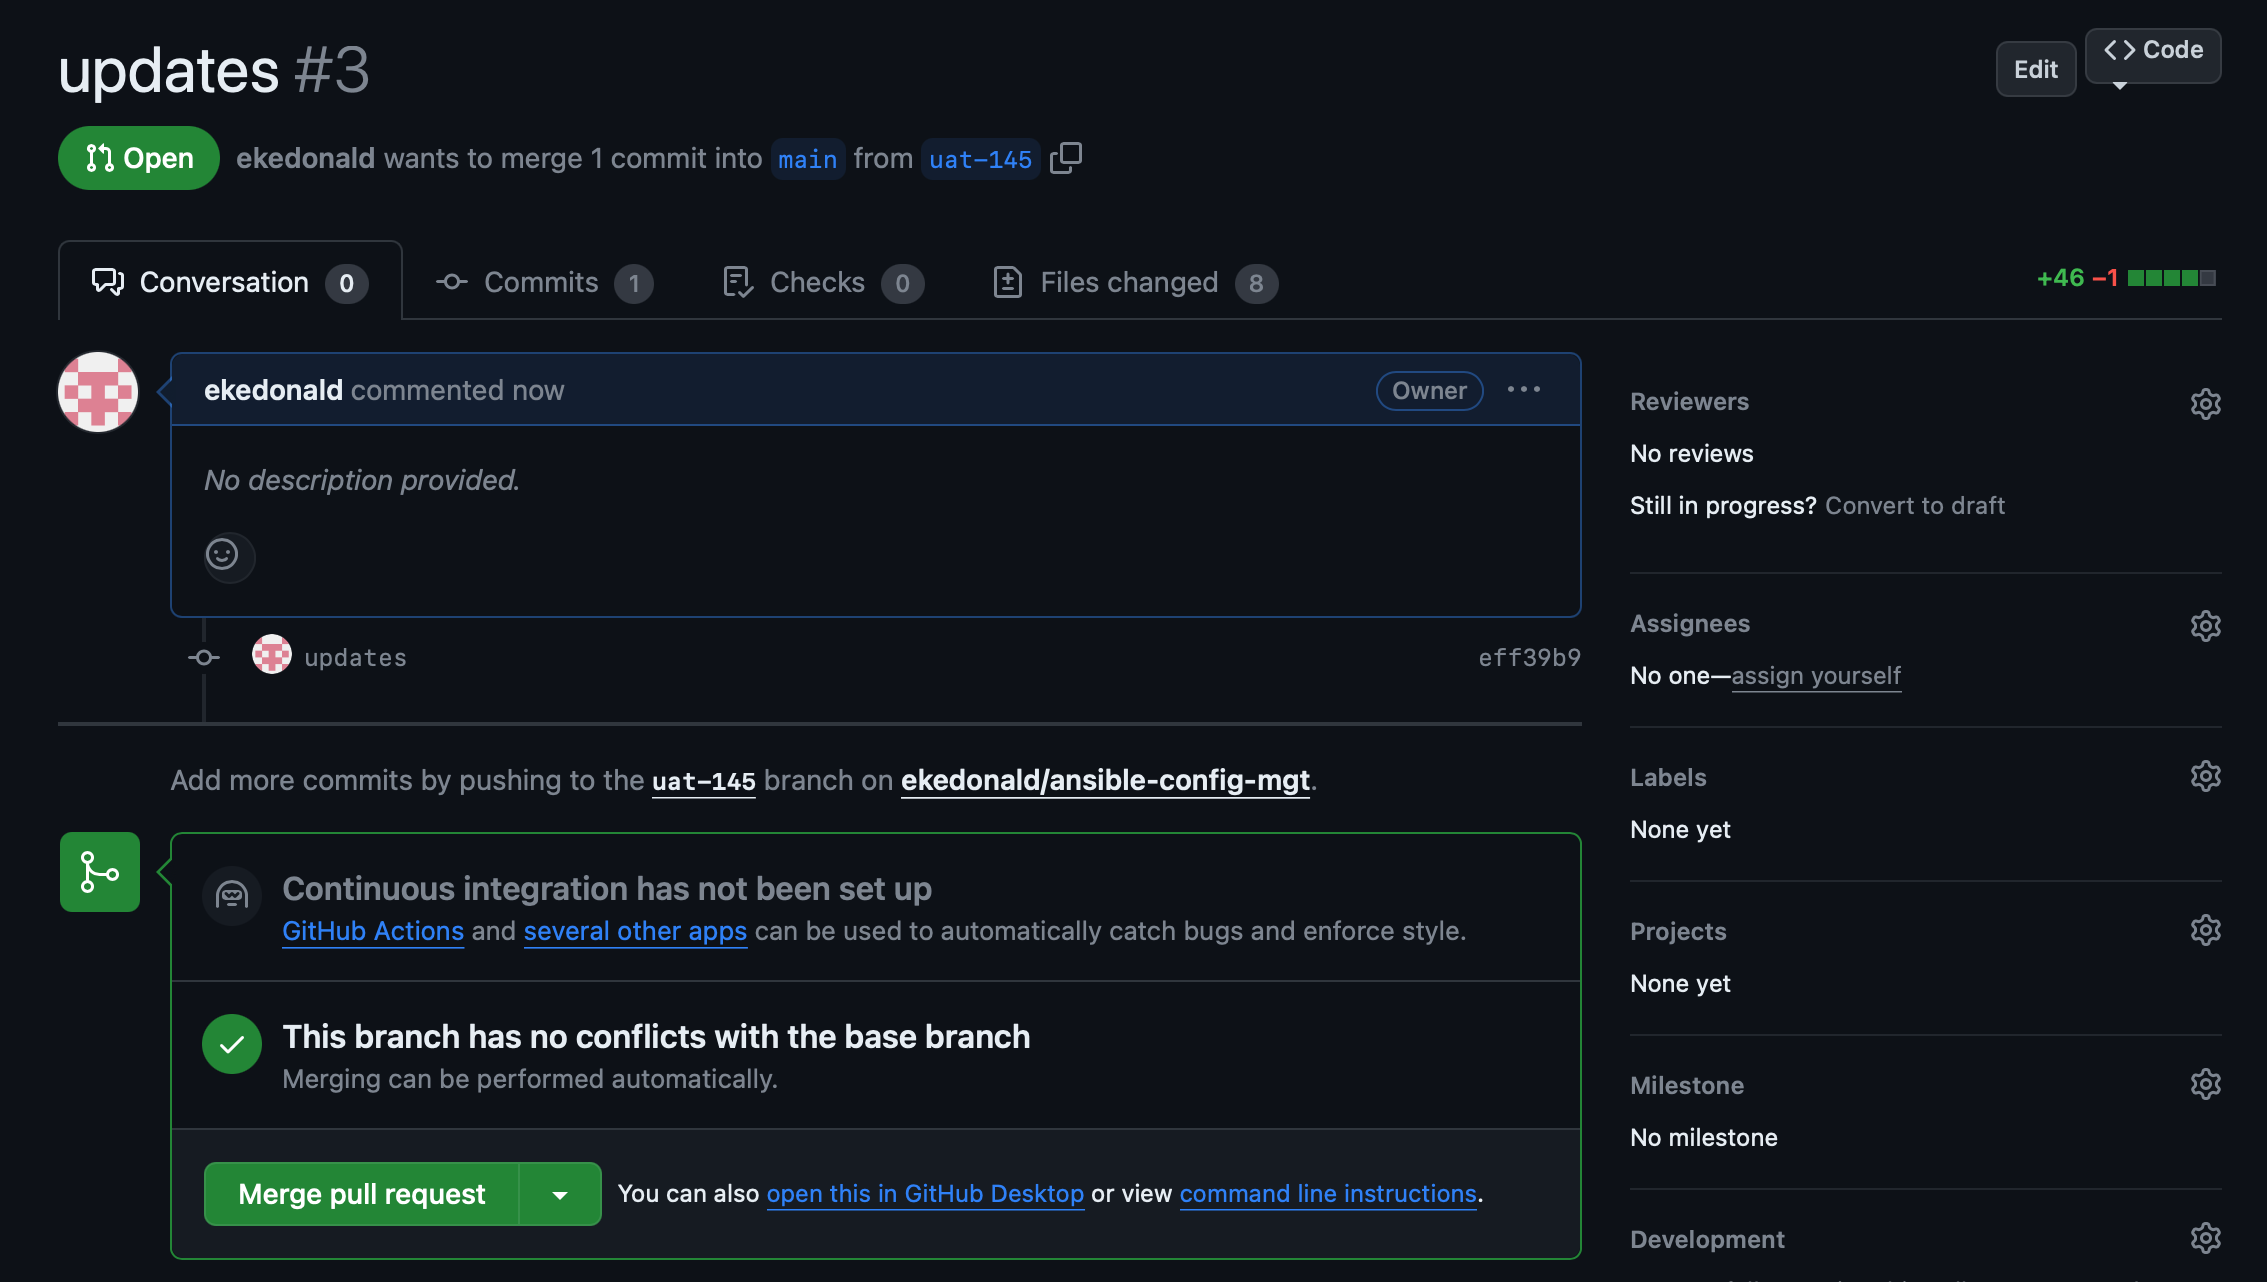 updates #3
Edit
<> Code
Open
ekedonald wants to merge 1 commit into main from uat-145
Conversation 0
Commits 1
Checks 0
Files changed 8
+46 −1
ekedonald commented now
Owner
No description provided.
updates
eff39b9
Add more commits by pushing to the uat-145 branch on ekedonald/ansible-config-mgt.
Continuous integration has not been set up
GitHub Actions and several other apps can be used to automatically catch bugs and enforce style.
This branch has no conflicts with the base branch
Merging can be performed automatically.
Merge pull request
You can also open this in GitHub Desktop or view command line instructions.
Reviewers
No reviews
Still in progress? Convert to draft
Assignees
No one—assign yourself
Labels
None yet
Projects
None yet
Milestone
No milestone
Development